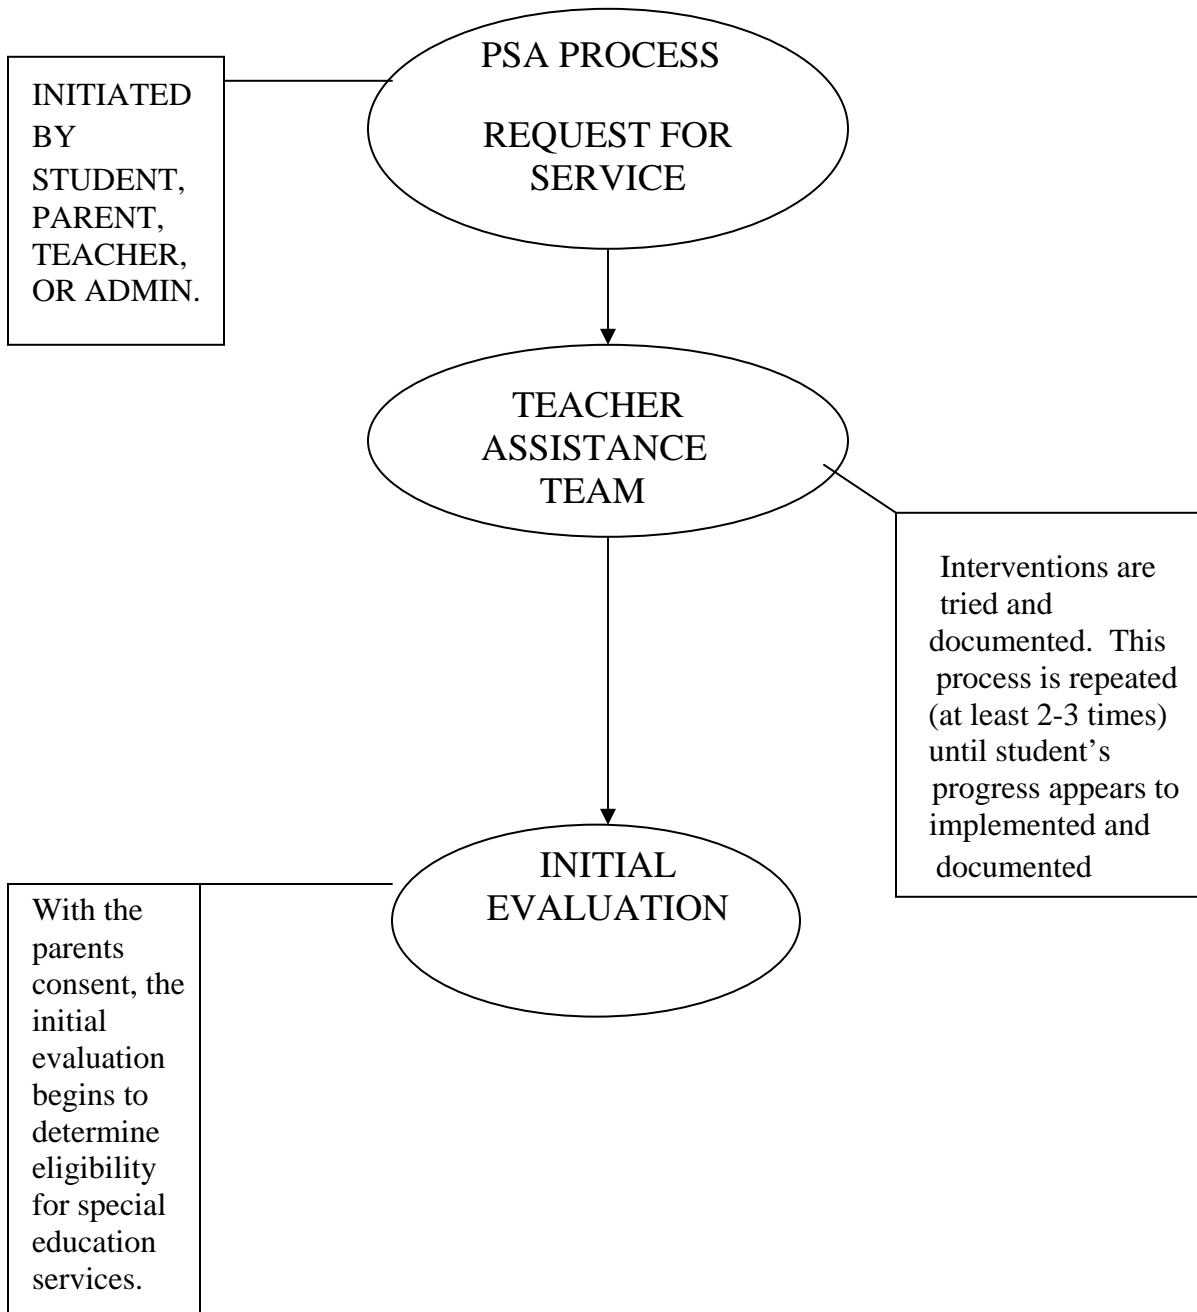 PSA PROCESS
REQUEST FOR
SERVICE
INITIATED
BY
STUDENT,
PARENT,
TEACHER,
OR ADMIN.
TEACHER
ASSISTANCE
TEAM
Interventions are
tried and
documented.  This
process is repeated
(at least 2-3 times)
until student’s
progress appears to
implemented and
documented
INITIAL
EVALUATION
With the
parents
consent, the
initial
evaluation
begins to
determine
eligibility
for special
education
services.